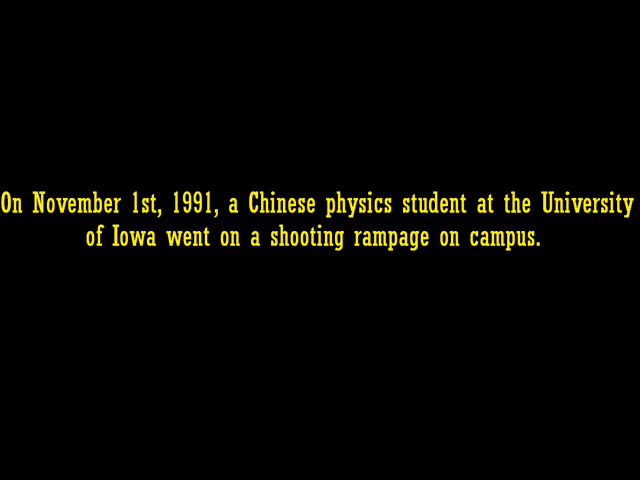 On November 1st, 1991, a Chinese physics student at the University
of Iowa went on a shooting rampage on campus.